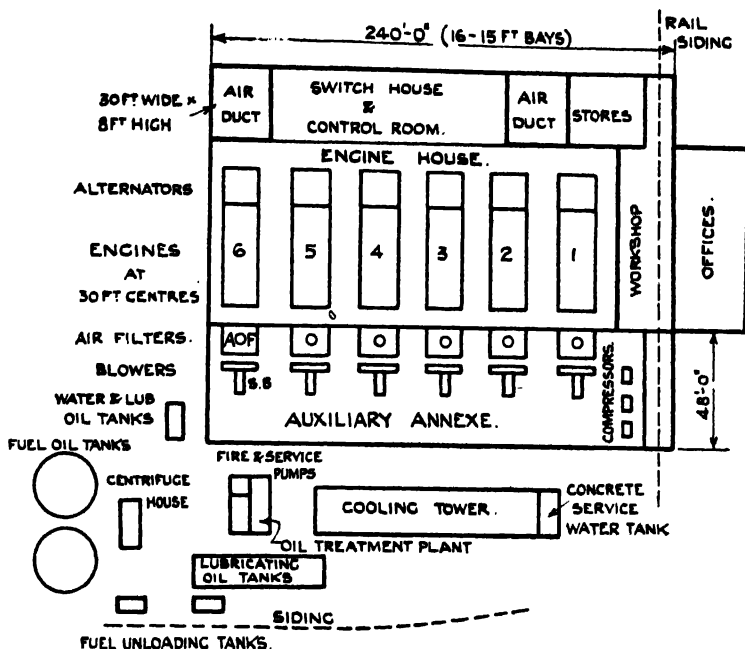 240'-0" (16-15 FT BAYS)
RAIL
SIDING
30FT WIDE ×
8FT HIGH
AIR
DUCT
SWITCH HOUSE
&
CONTROL ROOM.
AIR
DUCT
STORES
ENGINE HOUSE.
ALTERNATORS
ENGINES
AT
30FT CENTRES
6
5
4
3
2
1
WORKSHOP
OFFICES.
AIR FILTERS.
AOF
O
O
O
O
O
BLOWERS
S.B
COMPRESSORS.
48'-0"
WATER & LUB
OIL TANKS
AUXILIARY ANNEXE.
FUEL OIL TANKS
CENTRIFUGE
HOUSE
FIRE & SERVICE
PUMPS
COOLING TOWER.
CONCRETE
SERVICE
WATER TANK
OIL TREATMENT PLANT
LUBRICATING
OIL TANKS
SIDING
FUEL UNLOADING TANKS.